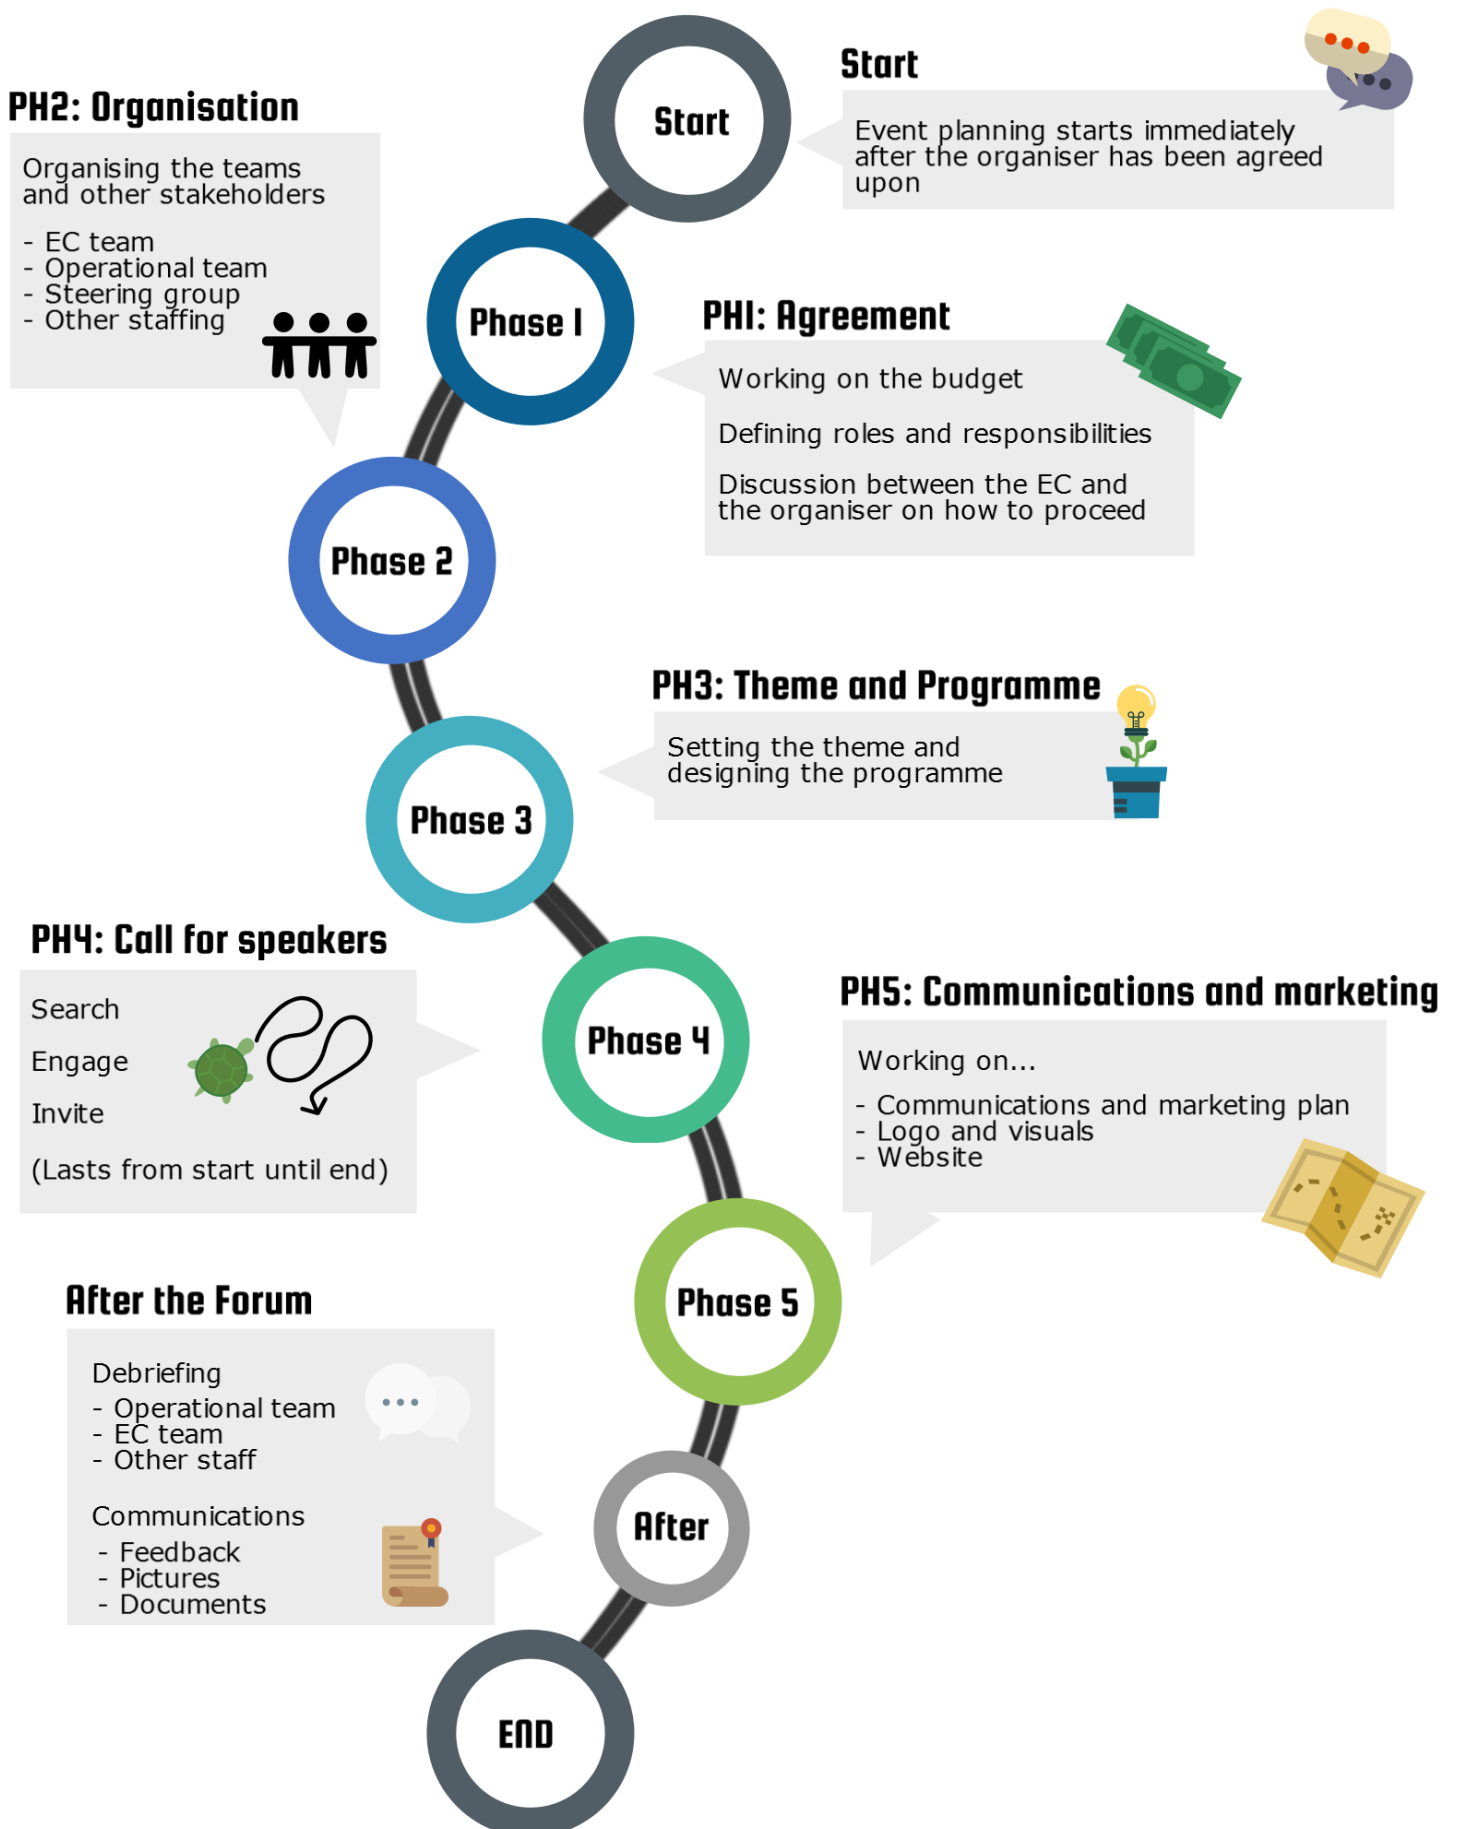 Start
Start
Event planning starts immediately
after the organiser has been agreed
upon
PH2: Organisation
Organising the teams
and other stakeholders
- EC team
- Operational team
- Steering group
- Other staffing
Phase 1
PH1: Agreement
Working on the budget
Defining roles and responsibilities
Discussion between the EC and
the organiser on how to proceed
Phase 2
PH3: Theme and Programme
Setting the theme and
designing the programme
Phase 3
PH4: Call for speakers
Search
Engage
Invite
(Lasts from start until end)
Phase 4
PH5: Communications and marketing
Working on...
- Communications and marketing plan
- Logo and visuals
- Website
Phase 5
After the Forum
Debriefing
- Operational team
- EC team
- Other staff
Communications
- Feedback
- Pictures
- Documents
After
END